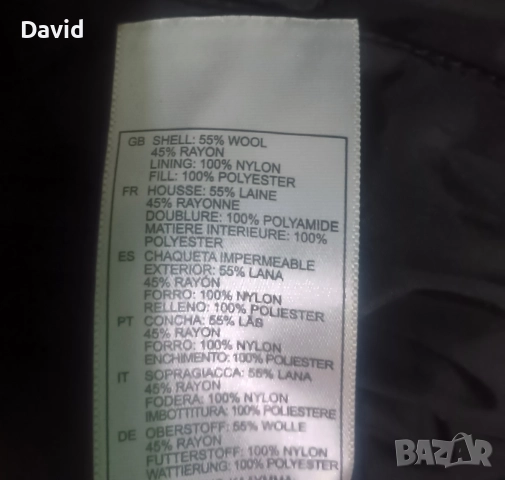 David
GB SHELL: 55% WOOL
45% RAYON
LINING: 100% NYLON
FILL: 100% POLYESTER
FR HOUSSE: 55% LAINE
45% RAYONNE
DOUBLURE: 100% POLYAMIDE
MATIERE INTERIEURE: 100%
POLYESTER
ES CHAQUETA IMPERMEABLE
EXTERIOR: 55% LANA
45% RAYON
FORRO: 100% NYLON
RELLENO: 100% POLIESTER
PT CONCHA: 55% LÃS
45% RAYON
FORRO: 100% NYLON
ENCHIMENTO: 100% POLIESTER
IT SOPRAGIACCA: 55% LANA
45% RAYON
FODERA: 100% NYLON
IMBOTTITURA: 100% POLIESTERE
DE OBERSTOFF: 55% WOLLE
45% RAYON
FUTTERSTOFF: 100% NYLON
WATTIERUNG: 100% POLYESTER
BAZAR